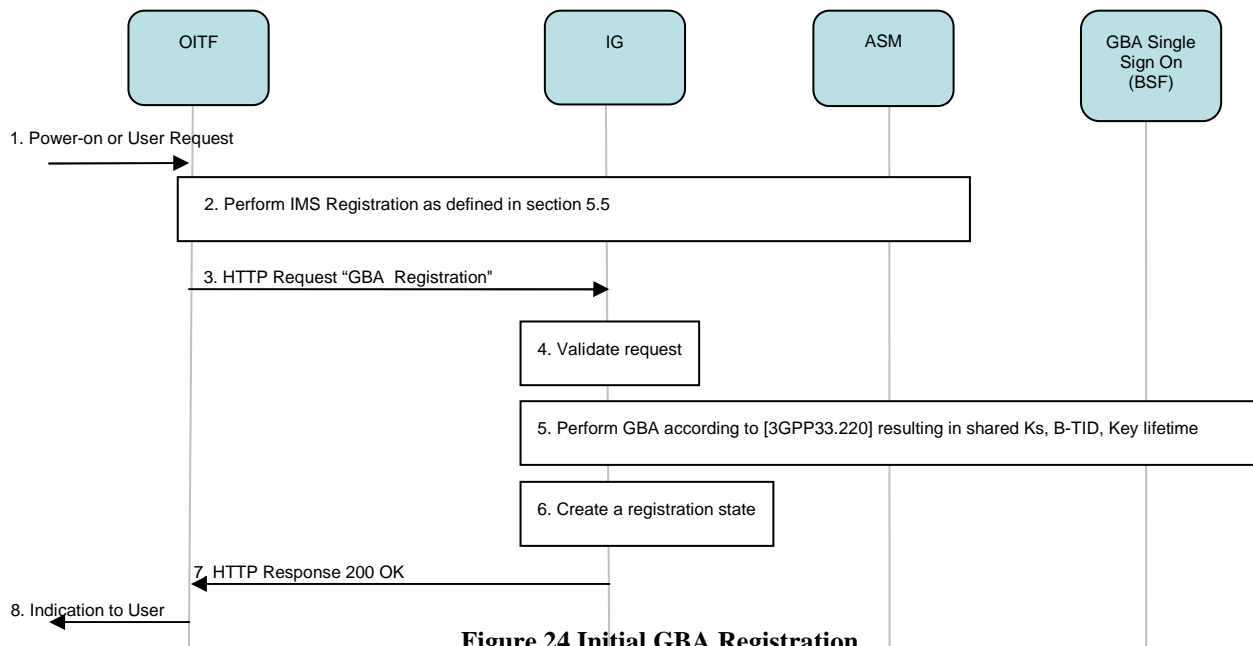 OITF
IG
ASM
GBA Single
Sign On
(BSF)
1. Power-on or User Request
2. Perform IMS Registration as defined in section 5.5
3. HTTP Request “GBA Registration"
4. Validate request
5. Perform GBA according to [3GPP33.220] resulting in shared Ks, B-TID, Key lifetime
6. Create a registration state
7. HTTP Response 200 OK
8. Indication to User
Figure 24 Initial GBA Registration